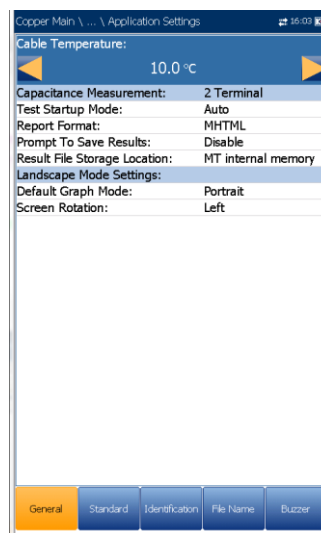 Copper Main \ ... \ Application Settings 16:03
Cable Temperature:
10.0 °C
Capacitance Measurement: 2 Terminal
Test Startup Mode: Auto
Report Format: MHTML
Prompt To Save Results: Disable
Result File Storage Location: MT internal memory
Landscape Mode Settings:
Default Graph Mode: Portrait
Screen Rotation: Left
General Standard Identification File Name Buzzer